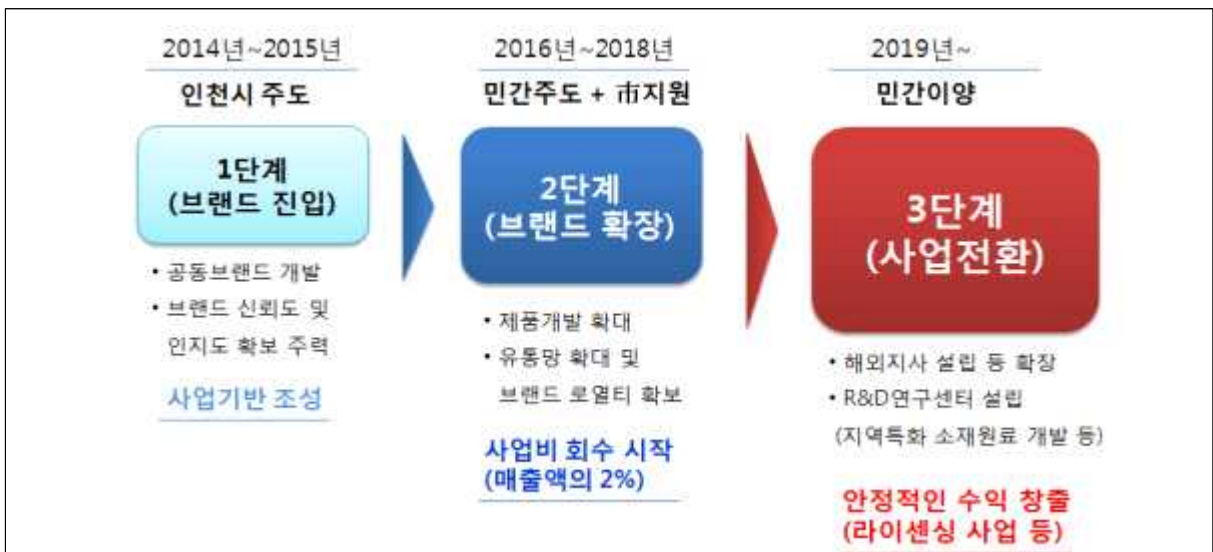 2014년~2015년
인천시 주도
1단계
(브랜드 진입)
• 공동브랜드 개발
• 브랜드 신뢰도 및
인지도 확보 주력
사업기반 조성
2016년~2018년
민간주도 + 市지원
2단계
(브랜드 확장)
• 제품개발 확대
• 유통망 확대 및
브랜드 로열티 확보
사업비 회수 시작
(매출액의 2%)
2019년~
민간이양
3단계
(사업전환)
• 해외지사 설립 등 확장
• R&D연구센터 설립
(지역특화 소재원료 개발 등)
안정적인 수익 창출
(라이센싱 사업 등)